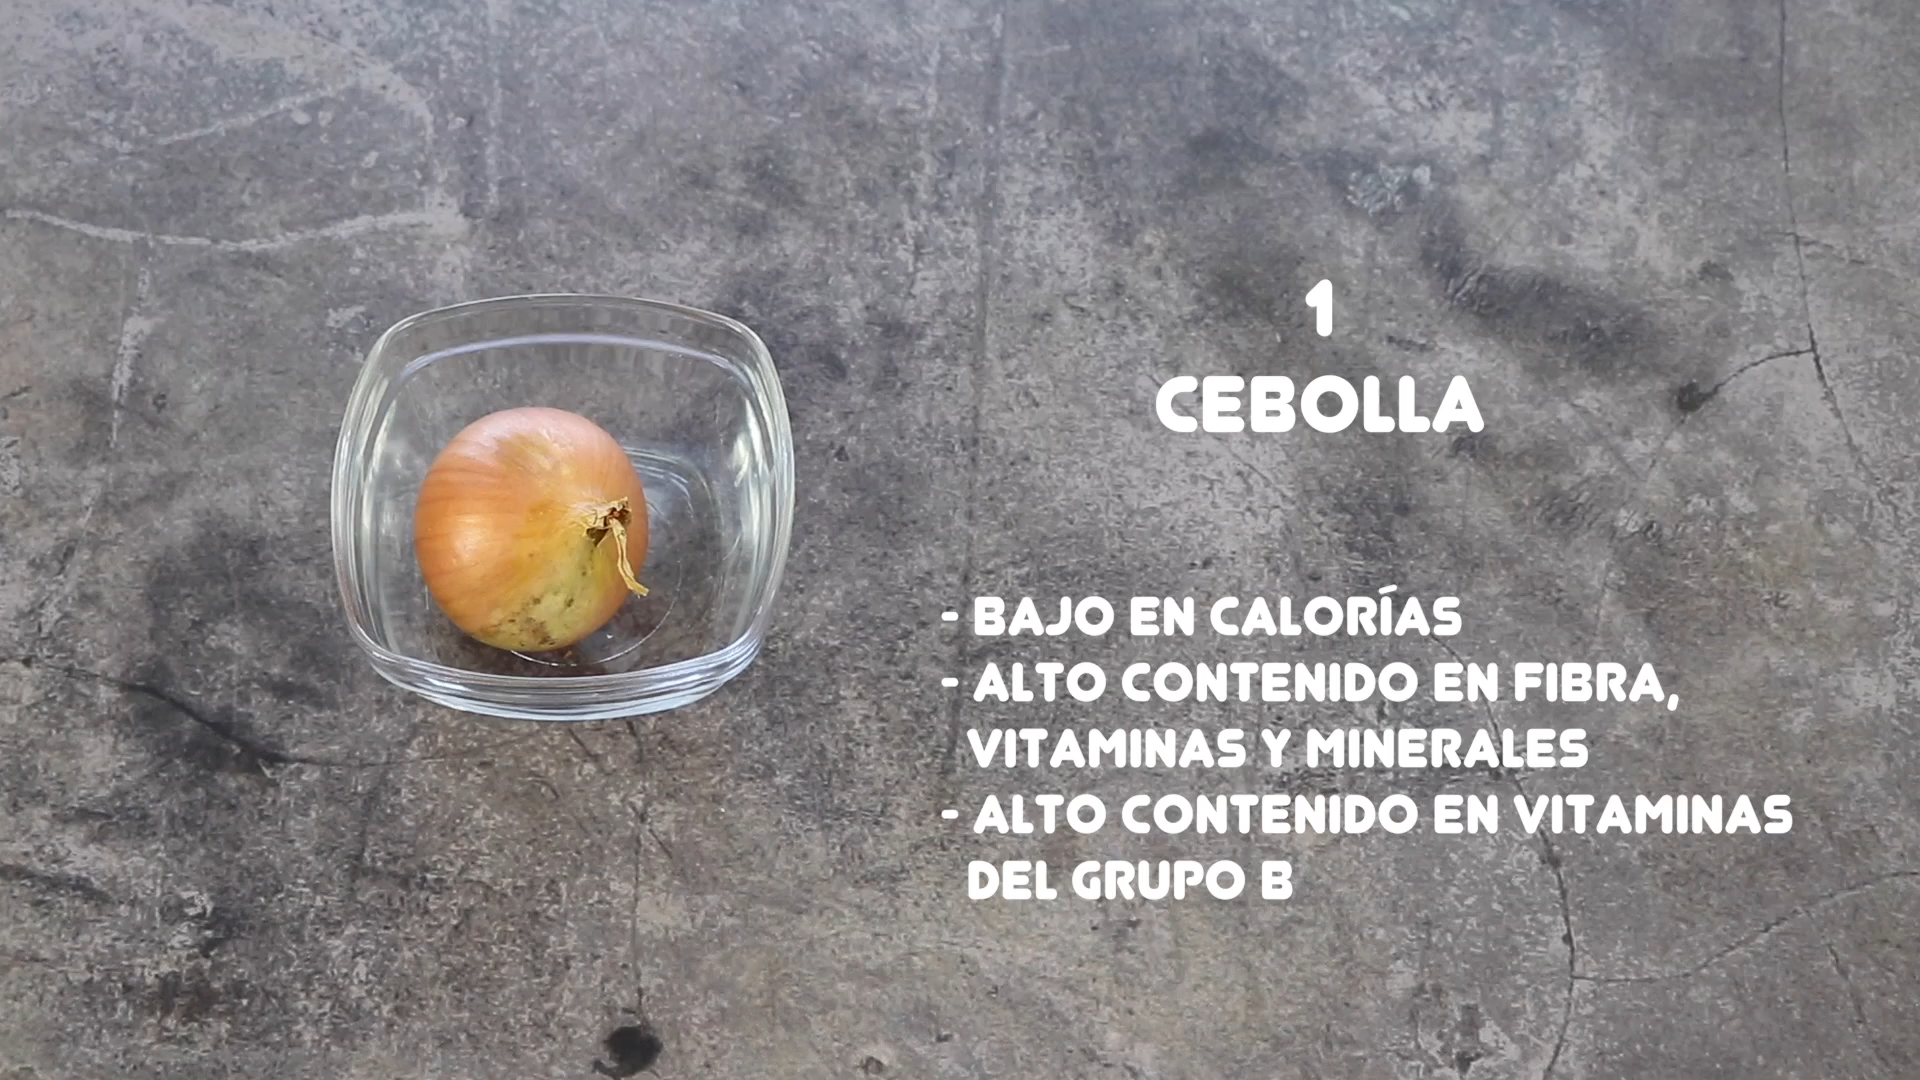 1
CEBOLLA
- BAJO EN CALORÍAS
- ALTO CONTENIDO EN FIBRA,
VITAMINAS Y MINERALES
- ALTO CONTENIDO EN VITAMINAS
DEL GRUPO B